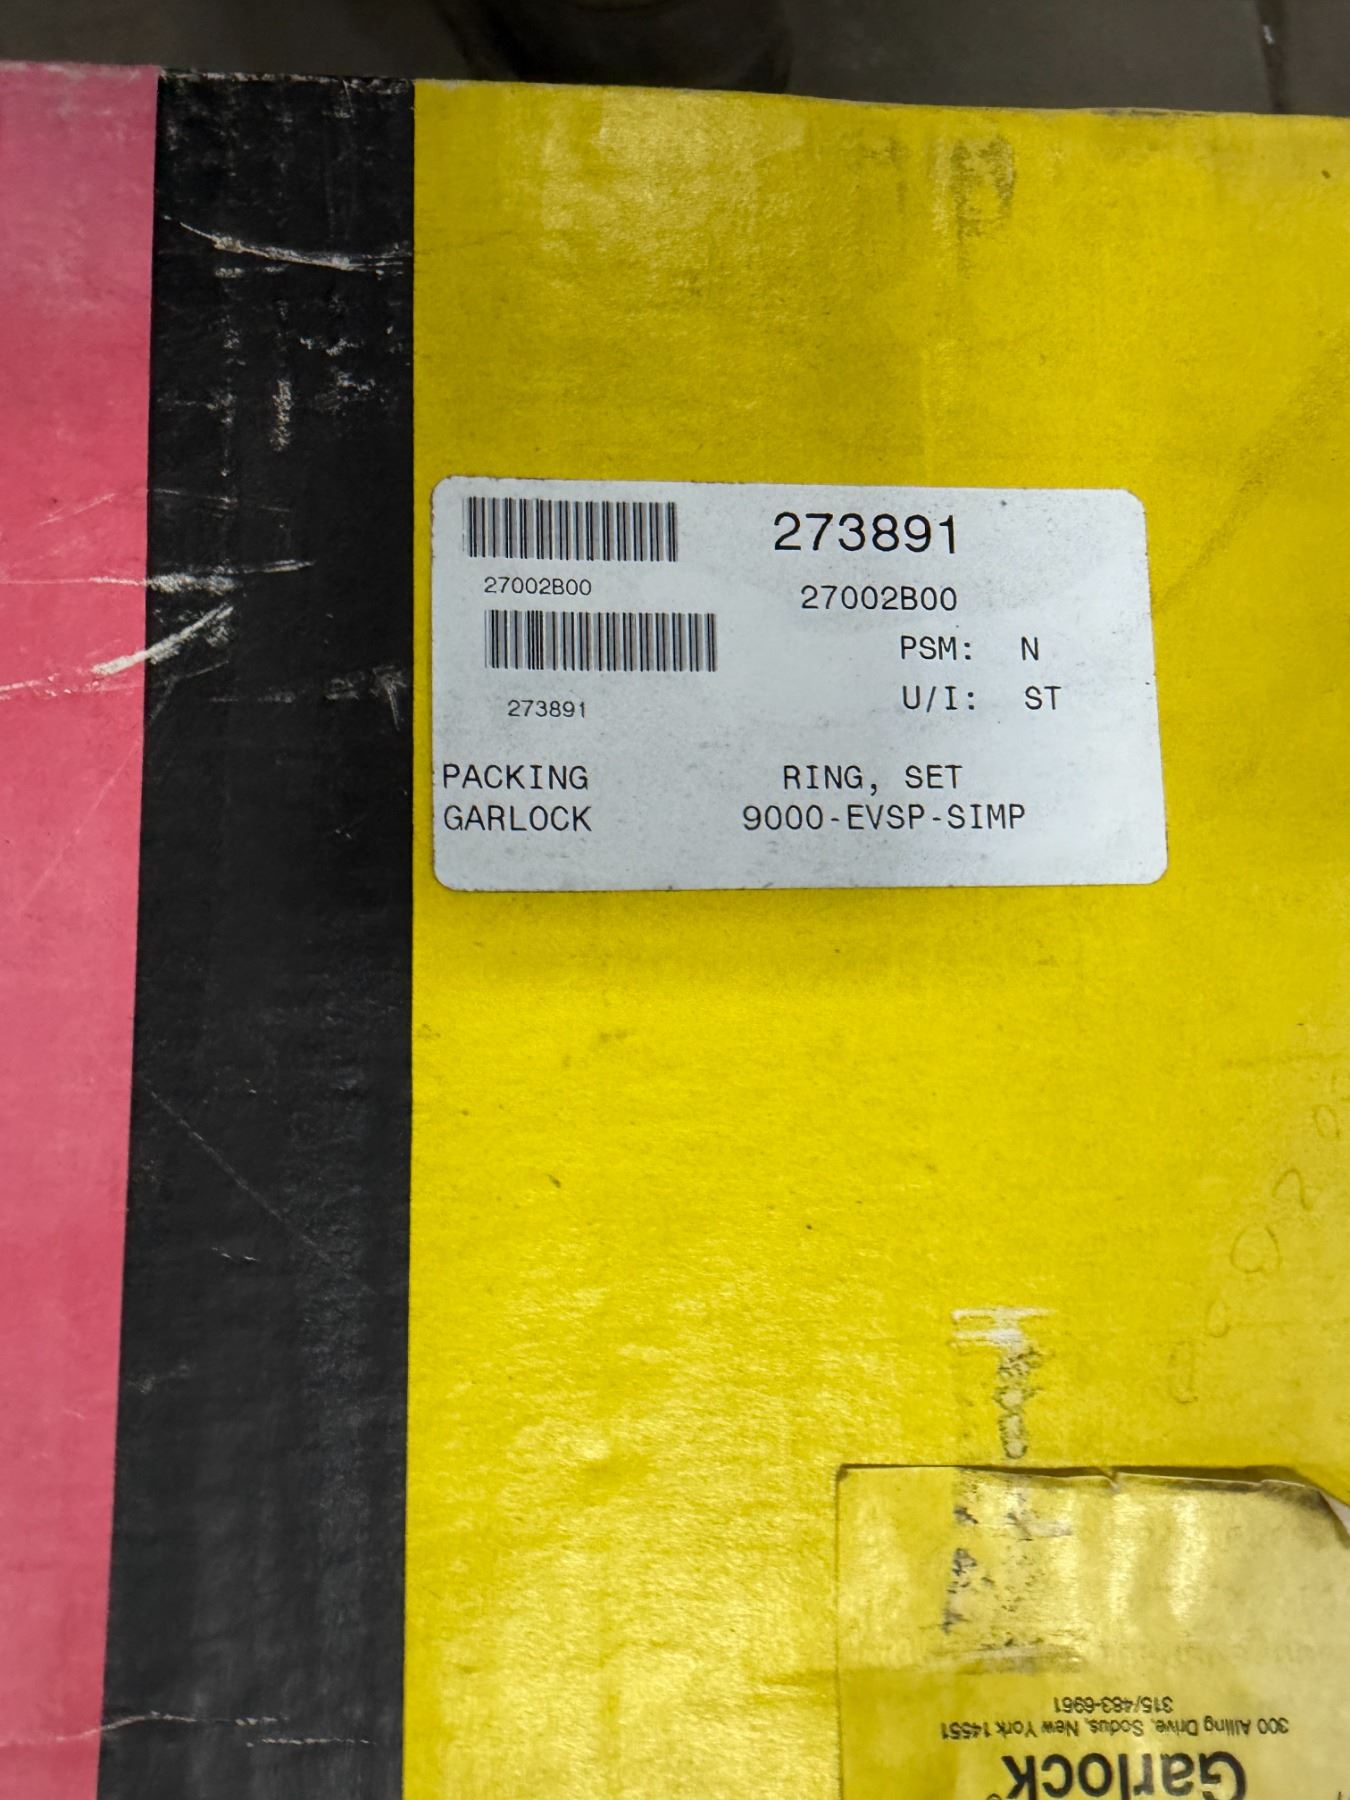 273891
27002B00
27002B00
PSM: N
U/I: ST
273891
PACKING RING, SET
GARLOCK 9000-EVSP-SIMP
Garlock
300 Alling Drive, Sodus, New York 14551
315/483-6961